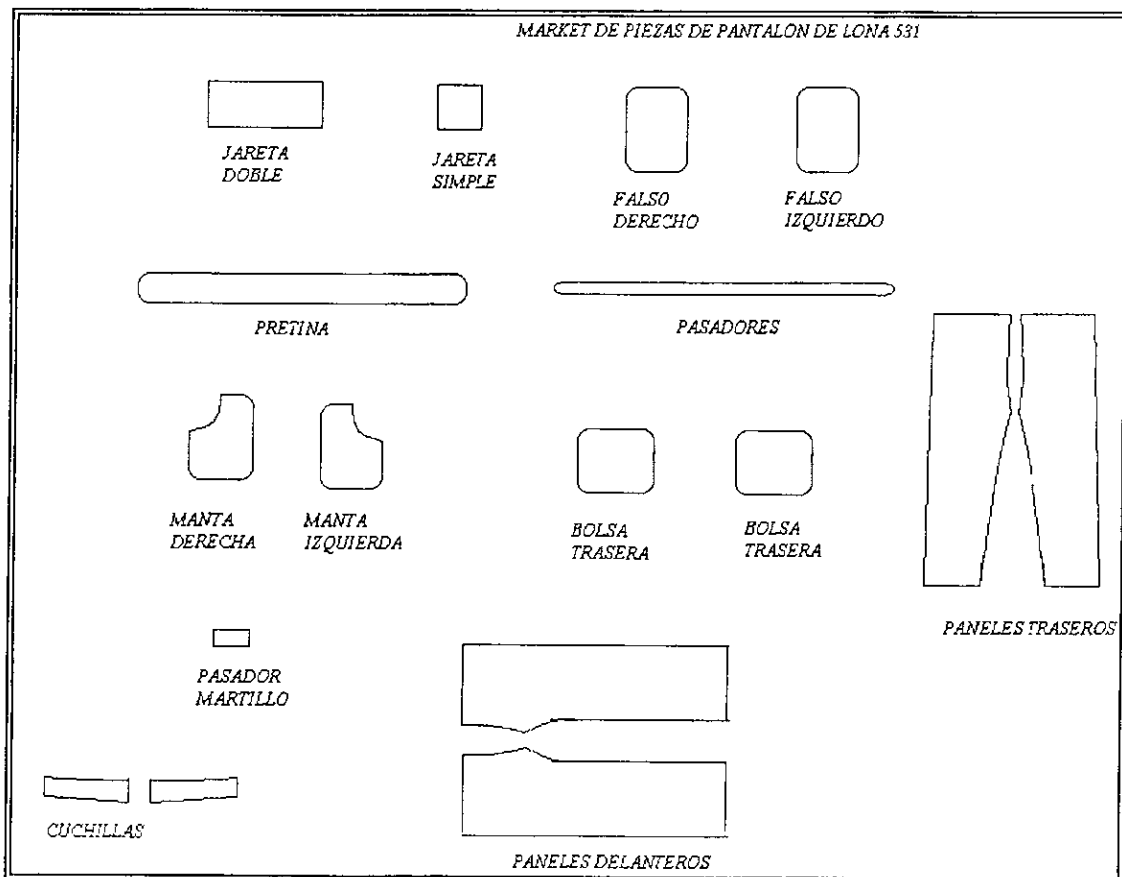 MARKET DE PIEZAS DE PANTALON DE LONA 531
JARETA
DOBLE
JARETA
SIMPLE
FALSO
DERECHO
FALSO
IZQUIERDO
PRETINA
PASADORES
MANTA
DERECHA
MANTA
IZQUIERDA
BOLSA
TRASERA
BOLSA
TRASERA
PANELES TRASEROS
PASADOR
MARTILLO
CUCHILLAS
PANELES DELANTEROS